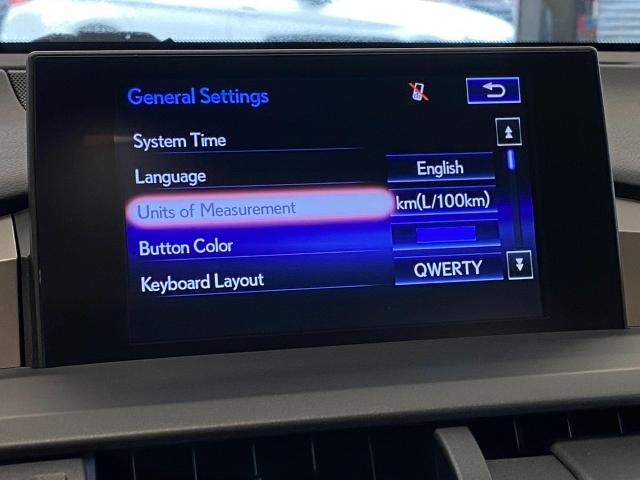 General Settings
System Time
Language English
Units of Measurement km(L/100km)
Button Color
Keyboard Layout QWERTY